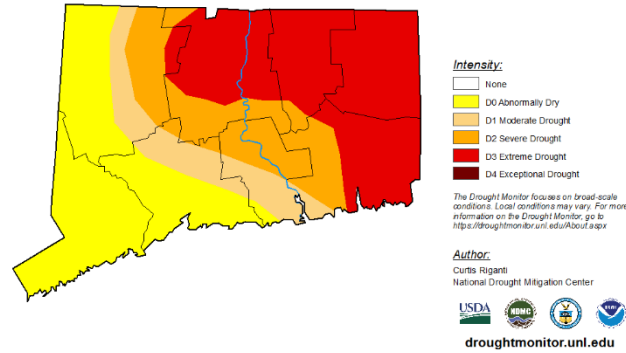 Intensity:
None
D0 Abnormally Dry
D1 Moderate Drought
D2 Severe Drought
D3 Extreme Drought
D4 Exceptional Drought
The Drought Monitor focuses on broad-scale
conditions. Local conditions may vary. For more
information on the Drought Monitor, go to
https://droughtmonitor.unl.edu/About.aspx
Author:
Curtis Riganti
National Drought Mitigation Center
USDA
NDMC
droughtmonitor.unl.edu